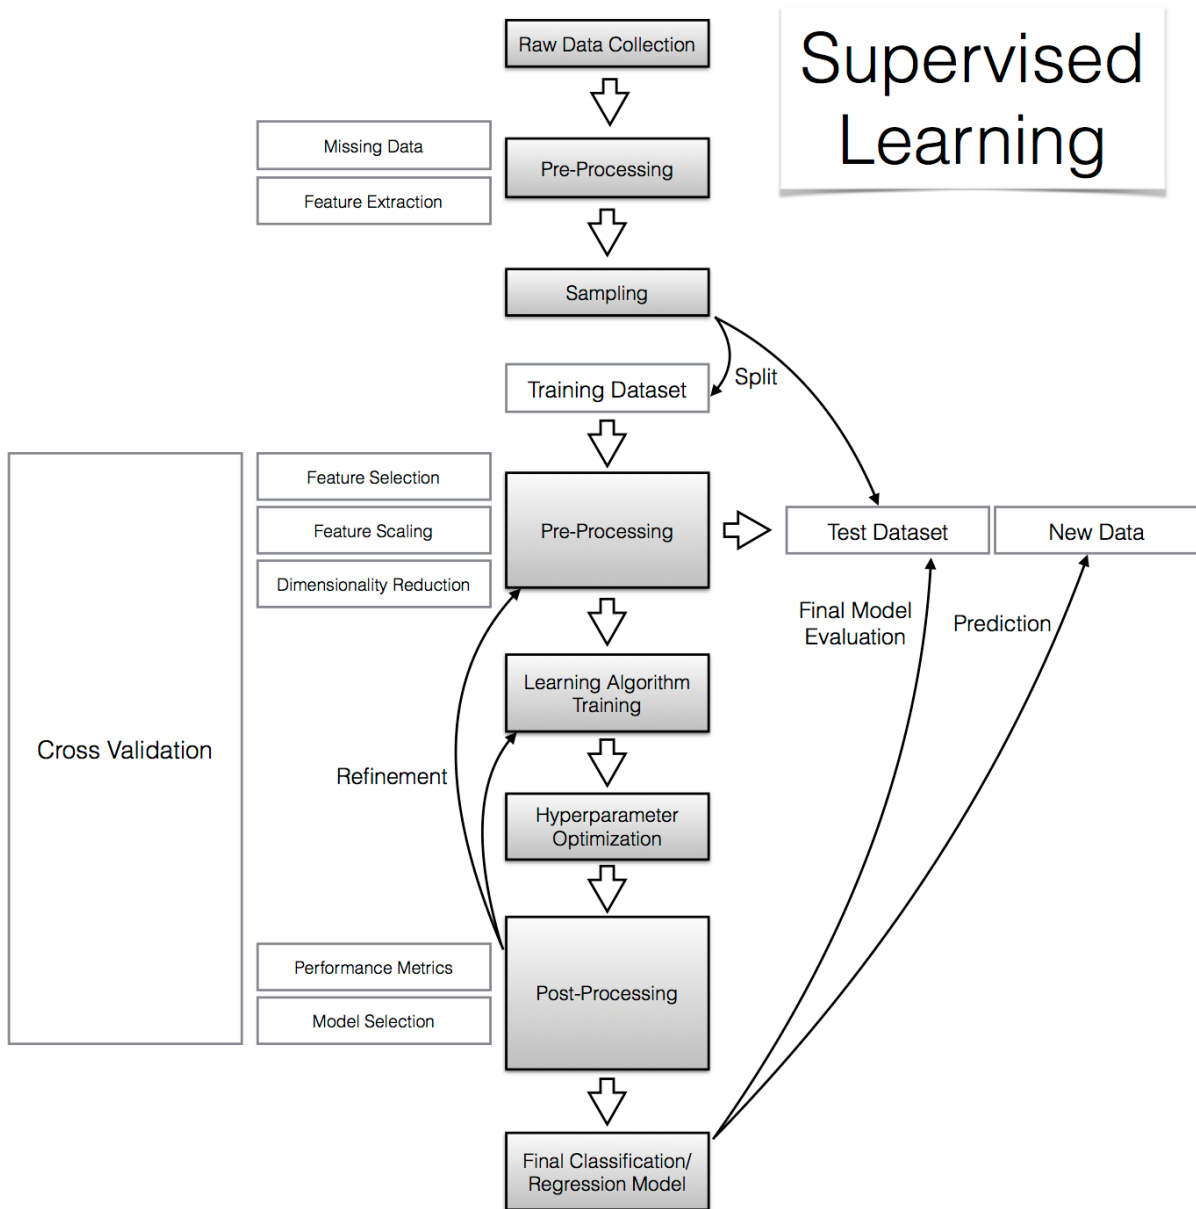 Supervised
Learning
Raw Data Collection
Missing Data
Pre-Processing
Feature Extraction
Sampling
Split
Training Dataset
Feature Selection
Feature Scaling
Pre-Processing
Test Dataset
New Data
Dimensionality Reduction
Final Model
Evaluation
Prediction
Learning Algorithm
Training
Cross Validation
Refinement
Hyperparameter
Optimization
Performance Metrics
Post-Processing
Model Selection
Final Classification/
Regression Model